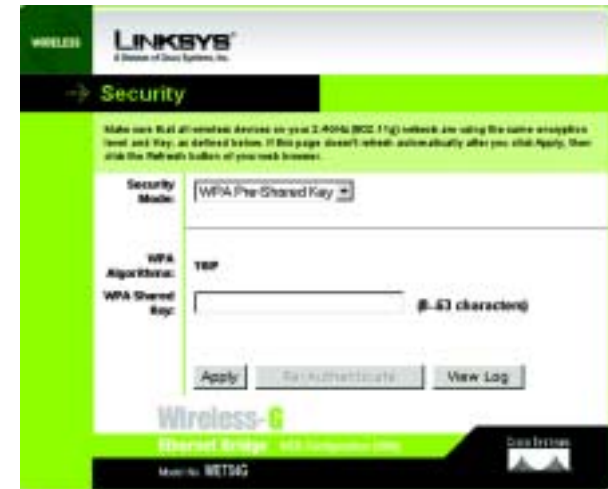 WIRELESS
LINKSYS®
A Division of Cisco Systems, Inc.
Security
Make sure that all wireless devices on your 2.4GHz (802.11g) network are using the same encryption
level and Key, as defined below. If this page doesn't refresh automatically after you click Apply, then
click the Refresh button of your web browser.
Security
Mode:
WPA Pre-Shared Key
WPA
Algorithms:
TKIP
WPA Shared
Key:
(8-63 characters)
Apply
Re-Authenticate
View Log
Wireless-G
Ethernet Bridge
Model No. WET54G
Cisco Systems